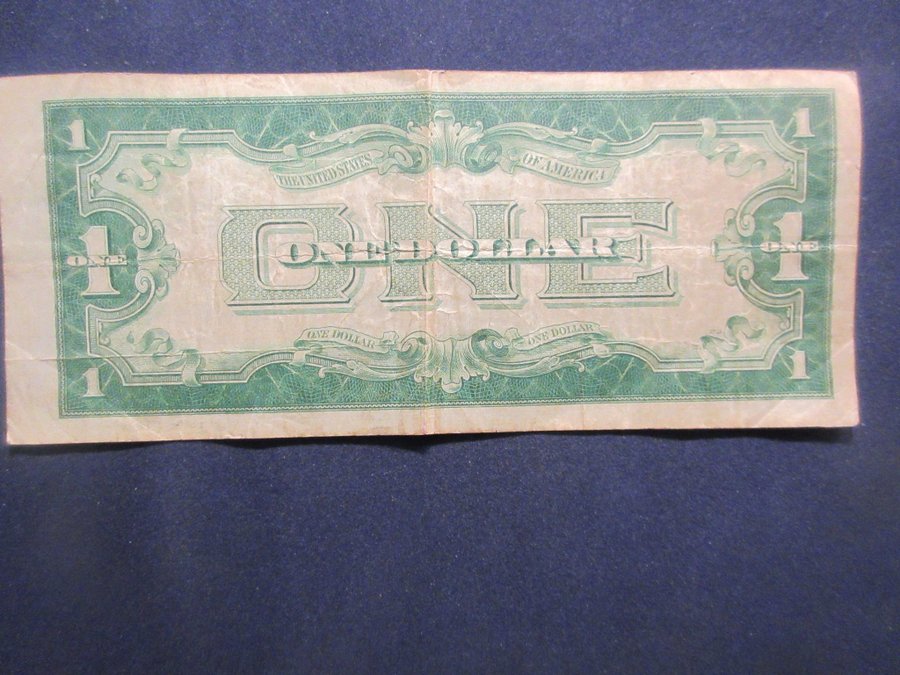 1 1
THE UNITED STATES OF AMERICA
ONE
ONE DOLLAR
1 ONE
1 ONE
ONE DOLLAR ONE DOLLAR
1 1